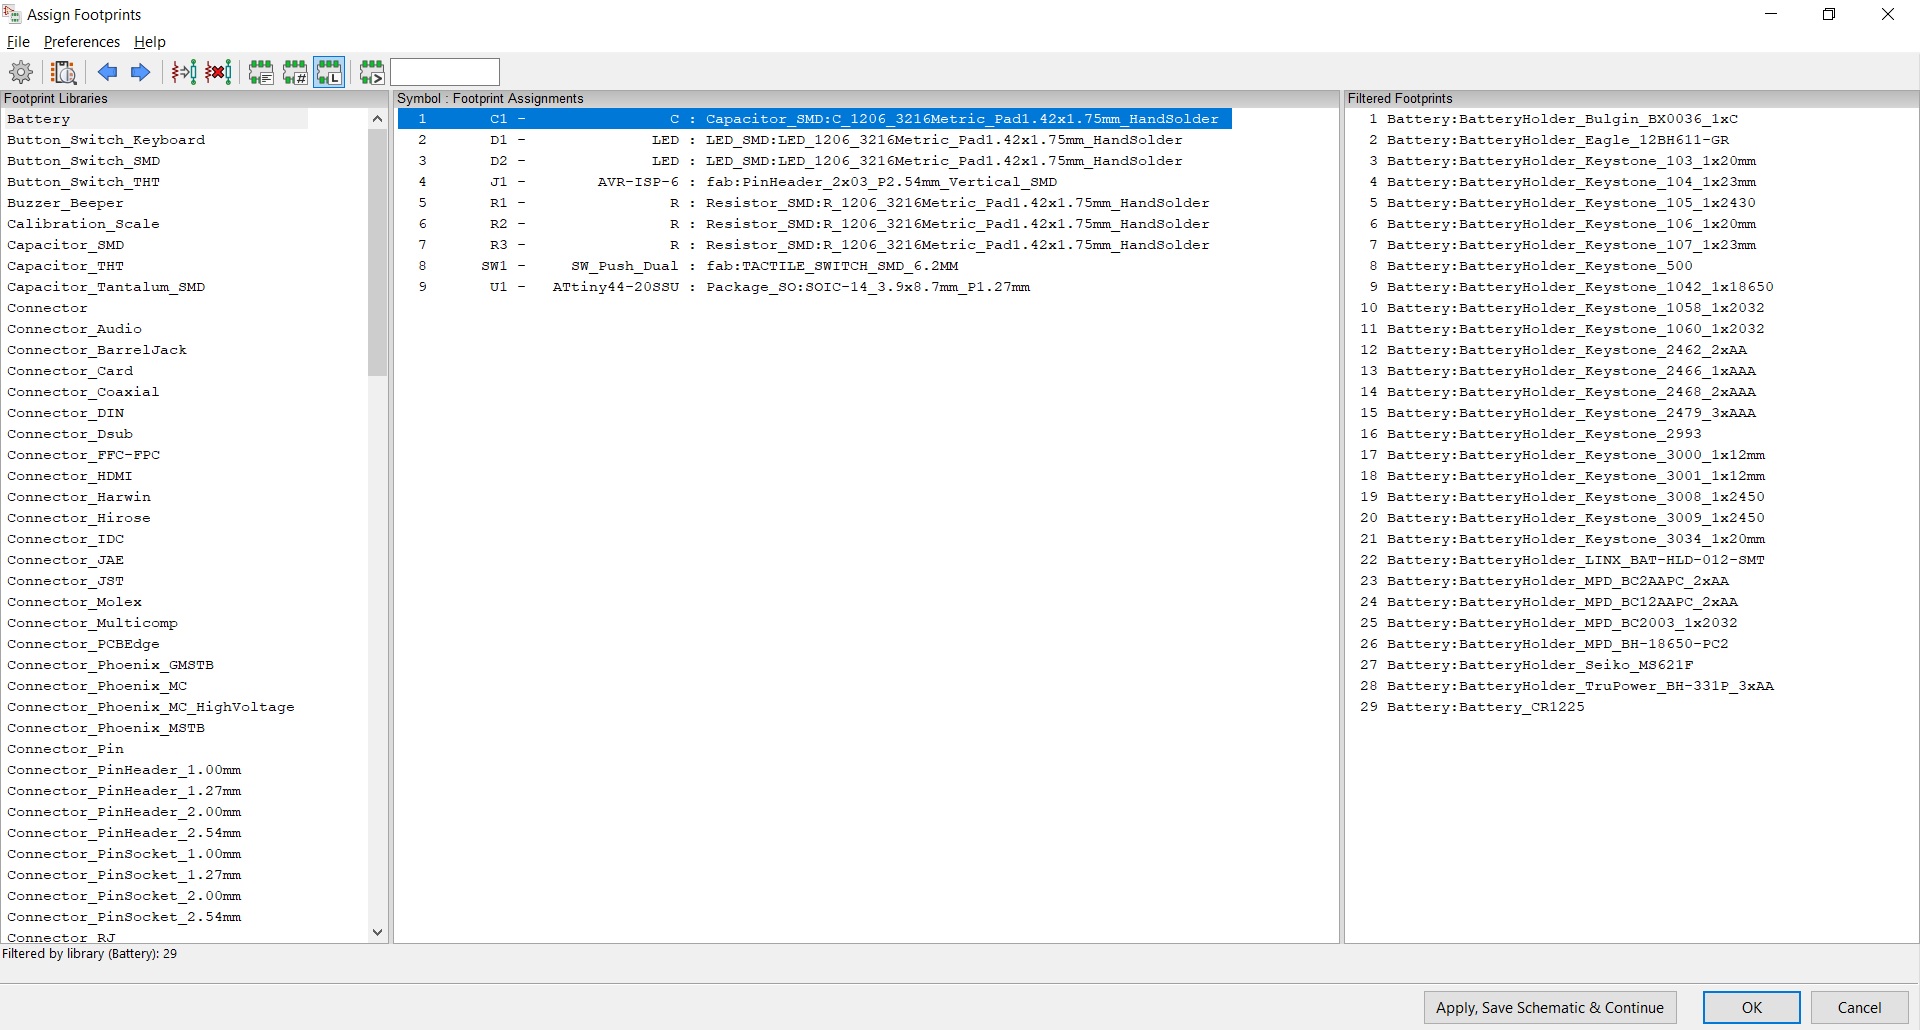 Assign Footprints
File Preferences Help
Footprint Libraries
Battery
Button_Switch_Keyboard
Button_Switch_SMD
Button_Switch_THT
Buzzer_Beeper
Calibration_Scale
Capacitor_SMD
Capacitor_THT
Capacitor_Tantalum_SMD
Connector
Connector_Audio
Connector_BarrelJack
Connector_Card
Connector_Coaxial
Connector_DIN
Connector_Dsub
Connector_FFC-FPC
Connector_HDMI
Connector_Harwin
Connector_Hirose
Connector_IDC
Connector_JAE
Connector_JST
Connector_Molex
Connector_Multicomp
Connector_PCBEdge
Connector_Phoenix_GMSTB
Connector_Phoenix_MC
Connector_Phoenix_MC_HighVoltage
Connector_Phoenix_MSTB
Connector_Pin
Connector_PinHeader_1.00mm
Connector_PinHeader_1.27mm
Connector_PinHeader_2.00mm
Connector_PinHeader_2.54mm
Connector_PinSocket_1.00mm
Connector_PinSocket_1.27mm
Connector_PinSocket_2.00mm
Connector_PinSocket_2.54mm
Connector_RJ
Symbol : Footprint Assignments
1 C1 - C : Capacitor_SMD:C_1206_3216Metric_Pad1.42x1.75mm_HandSolder
2 D1 - LED : LED_SMD:LED_1206_3216Metric_Pad1.42x1.75mm_HandSolder
3 D2 - LED : LED_SMD:LED_1206_3216Metric_Pad1.42x1.75mm_HandSolder
4 J1 - AVR-ISP-6 : fab:PinHeader_2x03_P2.54mm_Vertical_SMD
5 R1 - R : Resistor_SMD:R_1206_3216Metric_Pad1.42x1.75mm_HandSolder
6 R2 - R : Resistor_SMD:R_1206_3216Metric_Pad1.42x1.75mm_HandSolder
7 R3 - R : Resistor_SMD:R_1206_3216Metric_Pad1.42x1.75mm_HandSolder
8 SW1 - SW_Push_Dual : fab:TACTILE_SWITCH_SMD_6.2MM
9 U1 - ATtiny44-20SSU : Package_SO:SOIC-14_3.9x8.7mm_P1.27mm
Filtered Footprints
1 Battery:BatteryHolder_Bulgin_BX0036_1xC
2 Battery:BatteryHolder_Eagle_12BH611-GR
3 Battery:BatteryHolder_Keystone_103_1x20mm
4 Battery:BatteryHolder_Keystone_104_1x23mm
5 Battery:BatteryHolder_Keystone_105_1x2430
6 Battery:BatteryHolder_Keystone_106_1x20mm
7 Battery:BatteryHolder_Keystone_107_1x23mm
8 Battery:BatteryHolder_Keystone_500
9 Battery:BatteryHolder_Keystone_1042_1x18650
10 Battery:BatteryHolder_Keystone_1058_1x2032
11 Battery:BatteryHolder_Keystone_1060_1x2032
12 Battery:BatteryHolder_Keystone_2462_2xAA
13 Battery:BatteryHolder_Keystone_2466_1xAAA
14 Battery:BatteryHolder_Keystone_2468_2xAAA
15 Battery:BatteryHolder_Keystone_2479_3xAAA
16 Battery:BatteryHolder_Keystone_2993
17 Battery:BatteryHolder_Keystone_3000_1x12mm
18 Battery:BatteryHolder_Keystone_3001_1x12mm
19 Battery:BatteryHolder_Keystone_3008_1x2450
20 Battery:BatteryHolder_Keystone_3009_1x2450
21 Battery:BatteryHolder_Keystone_3034_1x20mm
22 Battery:BatteryHolder_LINX_BAT-HLD-012-SMT
23 Battery:BatteryHolder_MPD_BC2AAPC_2xAA
24 Battery:BatteryHolder_MPD_BC12AAPC_2xAA
25 Battery:BatteryHolder_MPD_BC2003_1x2032
26 Battery:BatteryHolder_MPD_BH-18650-PC2
27 Battery:BatteryHolder_Seiko_MS621F
28 Battery:BatteryHolder_TruPower_BH-331P_3xAA
29 Battery:Battery_CR1225
Filtered by library (Battery): 29
Apply, Save Schematic & Continue
OK
Cancel